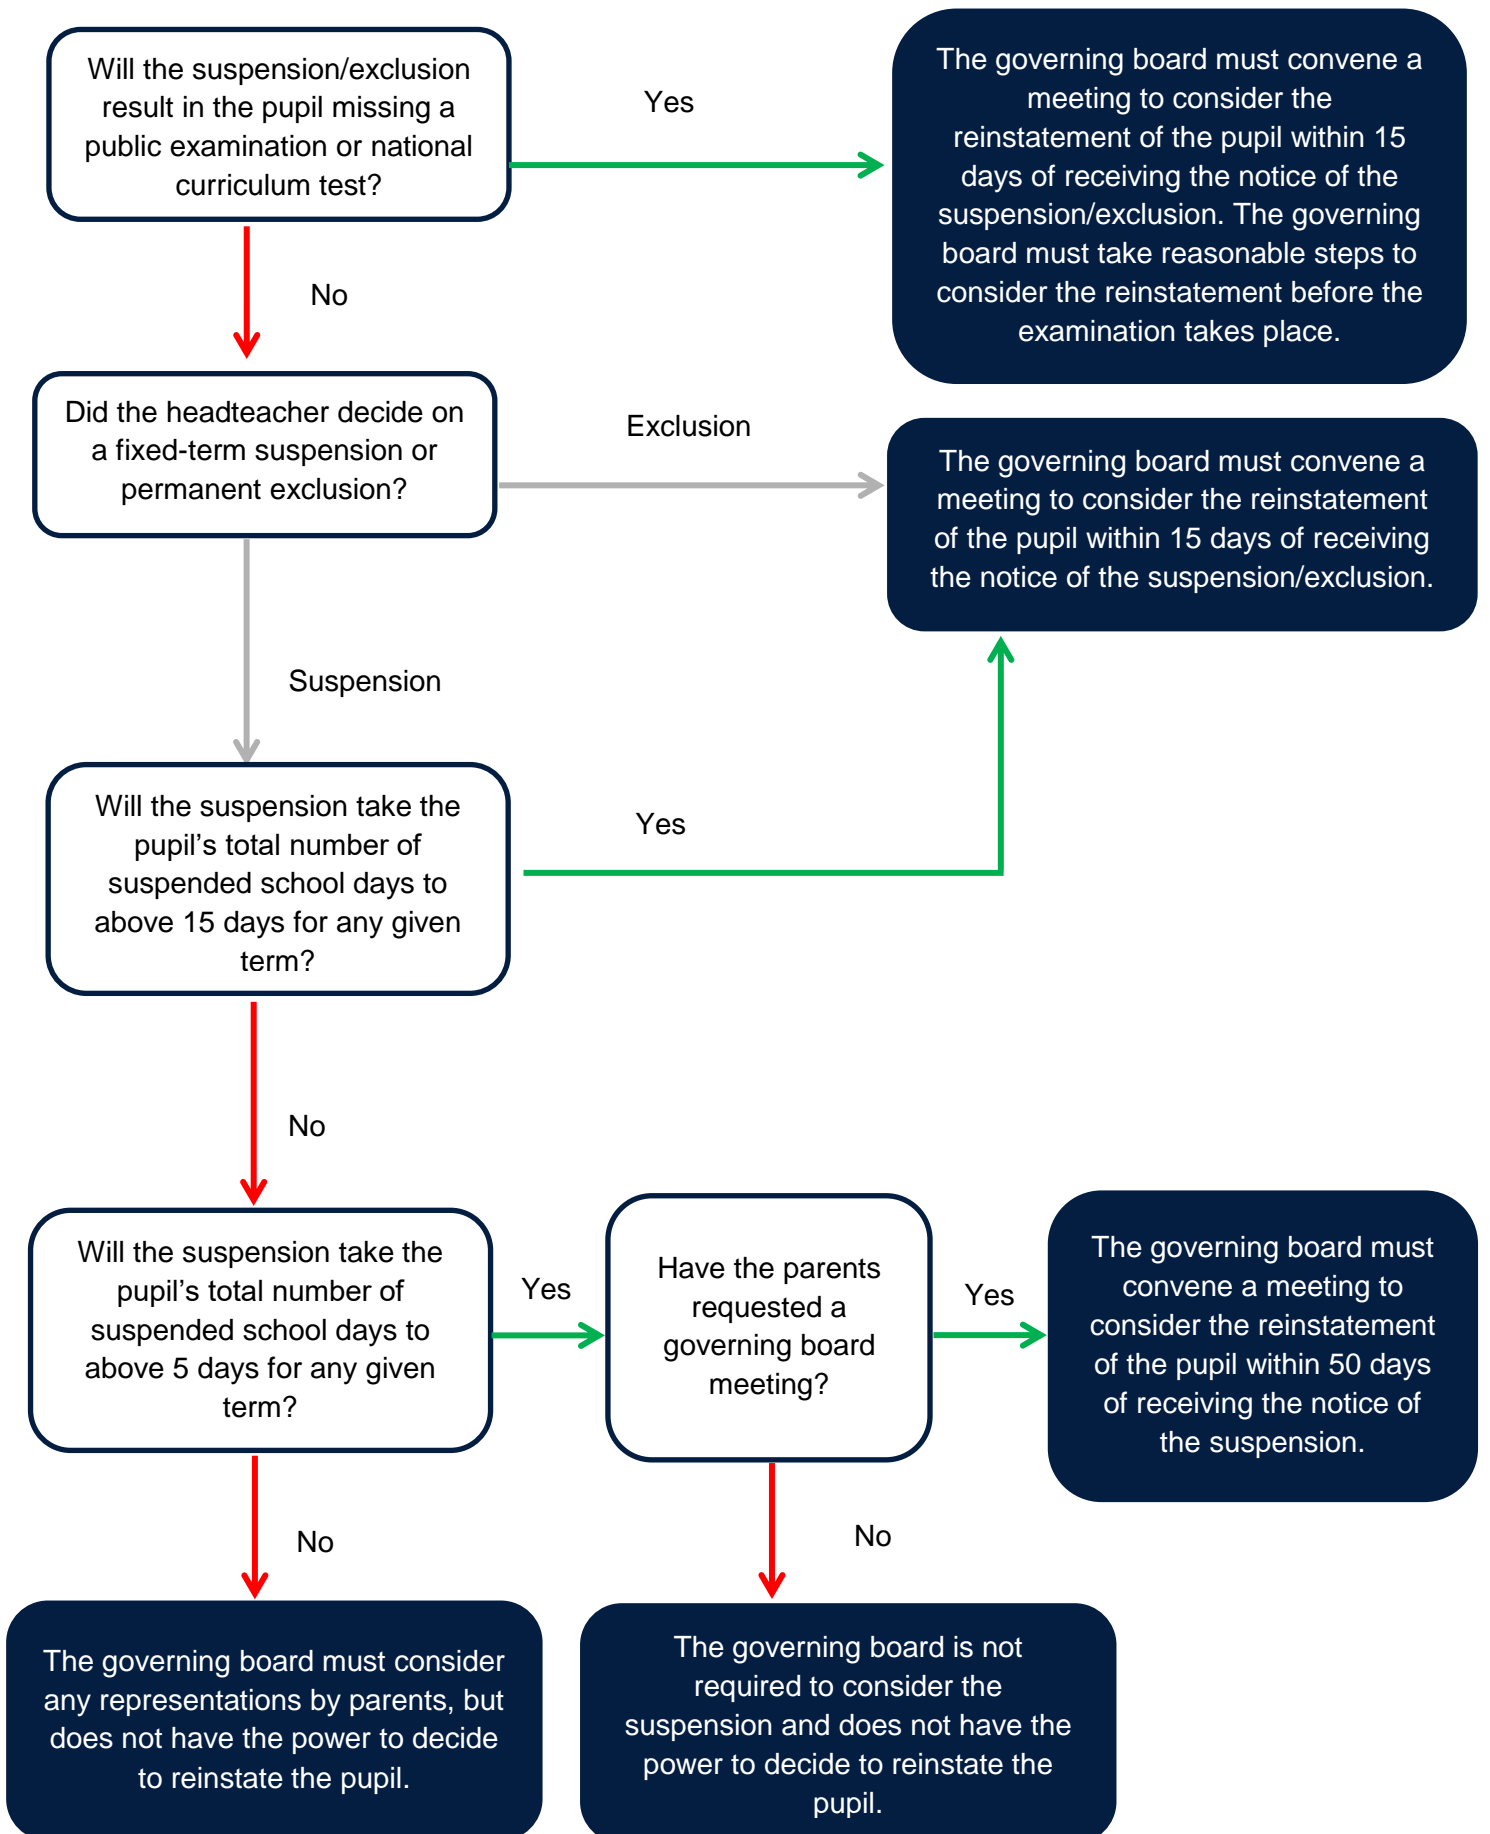 Will the suspension/exclusion
result in the pupil missing a
public examination or national
curriculum test?
Yes
The governing board must convene a
meeting to consider the
reinstatement of the pupil within 15
days of receiving the notice of the
suspension/exclusion. The governing
board must take reasonable steps to
consider the reinstatement before the
examination takes place.
No
Did the headteacher decide on
a fixed-term suspension or
permanent exclusion?
Exclusion
The governing board must convene a
meeting to consider the reinstatement
of the pupil within 15 days of receiving
the notice of the suspension/exclusion.
Suspension
Will the suspension take the
pupil’s total number of
suspended school days to
above 15 days for any given
term?
Yes
No
Will the suspension take the
pupil’s total number of
suspended school days to
above 5 days for any given
term?
Yes
Have the parents
requested a
governing board
meeting?
Yes
The governing board must
convene a meeting to
consider the reinstatement
of the pupil within 50 days
of receiving the notice of
the suspension.
No
No
The governing board must consider
any representations by parents, but
does not have the power to decide
to reinstate the pupil.
The governing board is not
required to consider the
suspension and does not have the
power to decide to reinstate the
pupil.